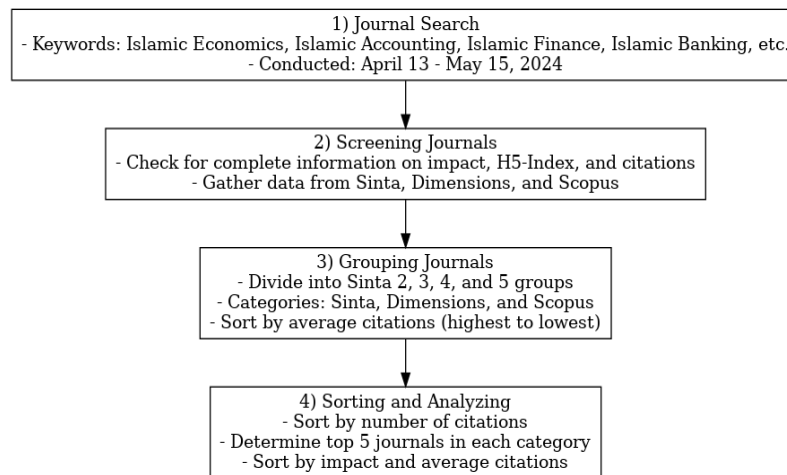 1) Journal Search
- Keywords: Islamic Economics, Islamic Accounting, Islamic Finance, Islamic Banking, etc.
- Conducted: April 13 - May 15, 2024
2) Screening Journals
- Check for complete information on impact, H5-Index, and citations
- Gather data from Sinta, Dimensions, and Scopus
3) Grouping Journals
- Divide into Sinta 2, 3, 4, and 5 groups
- Categories: Sinta, Dimensions, and Scopus
- Sort by average citations (highest to lowest)
4) Sorting and Analyzing
- Sort by number of citations
- Determine top 5 journals in each category
- Sort by impact and average citations